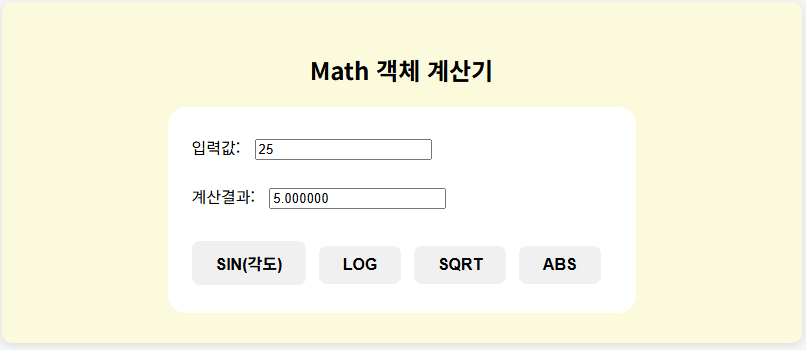 Math 객체 계산기
입력값: 25
계산결과: 5.000000
SIN(각도) LOG SQRT ABS